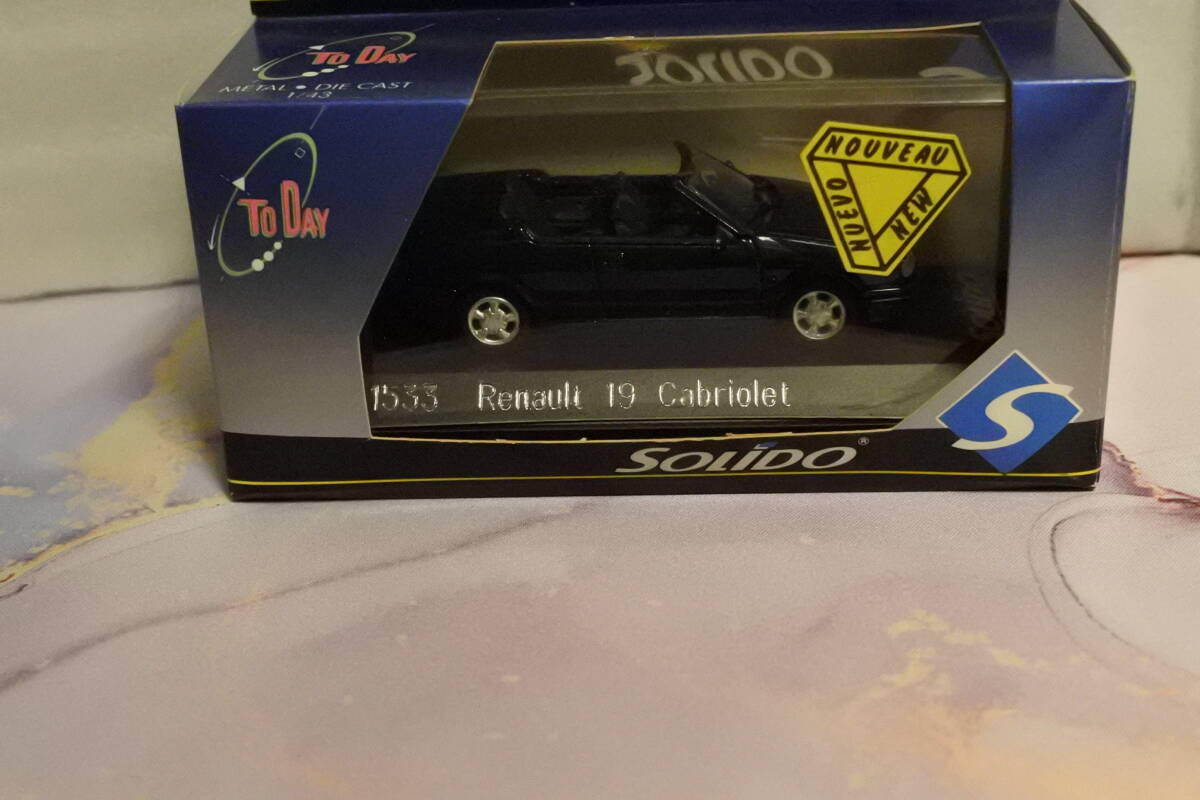 TO DAY
METAL • DIE CAST
1/43
SOLIDO
TO DAY
NOUVEAU
NUEVO
NEW
1533 Renault 19 Cabriolet
SOLIDO®
S